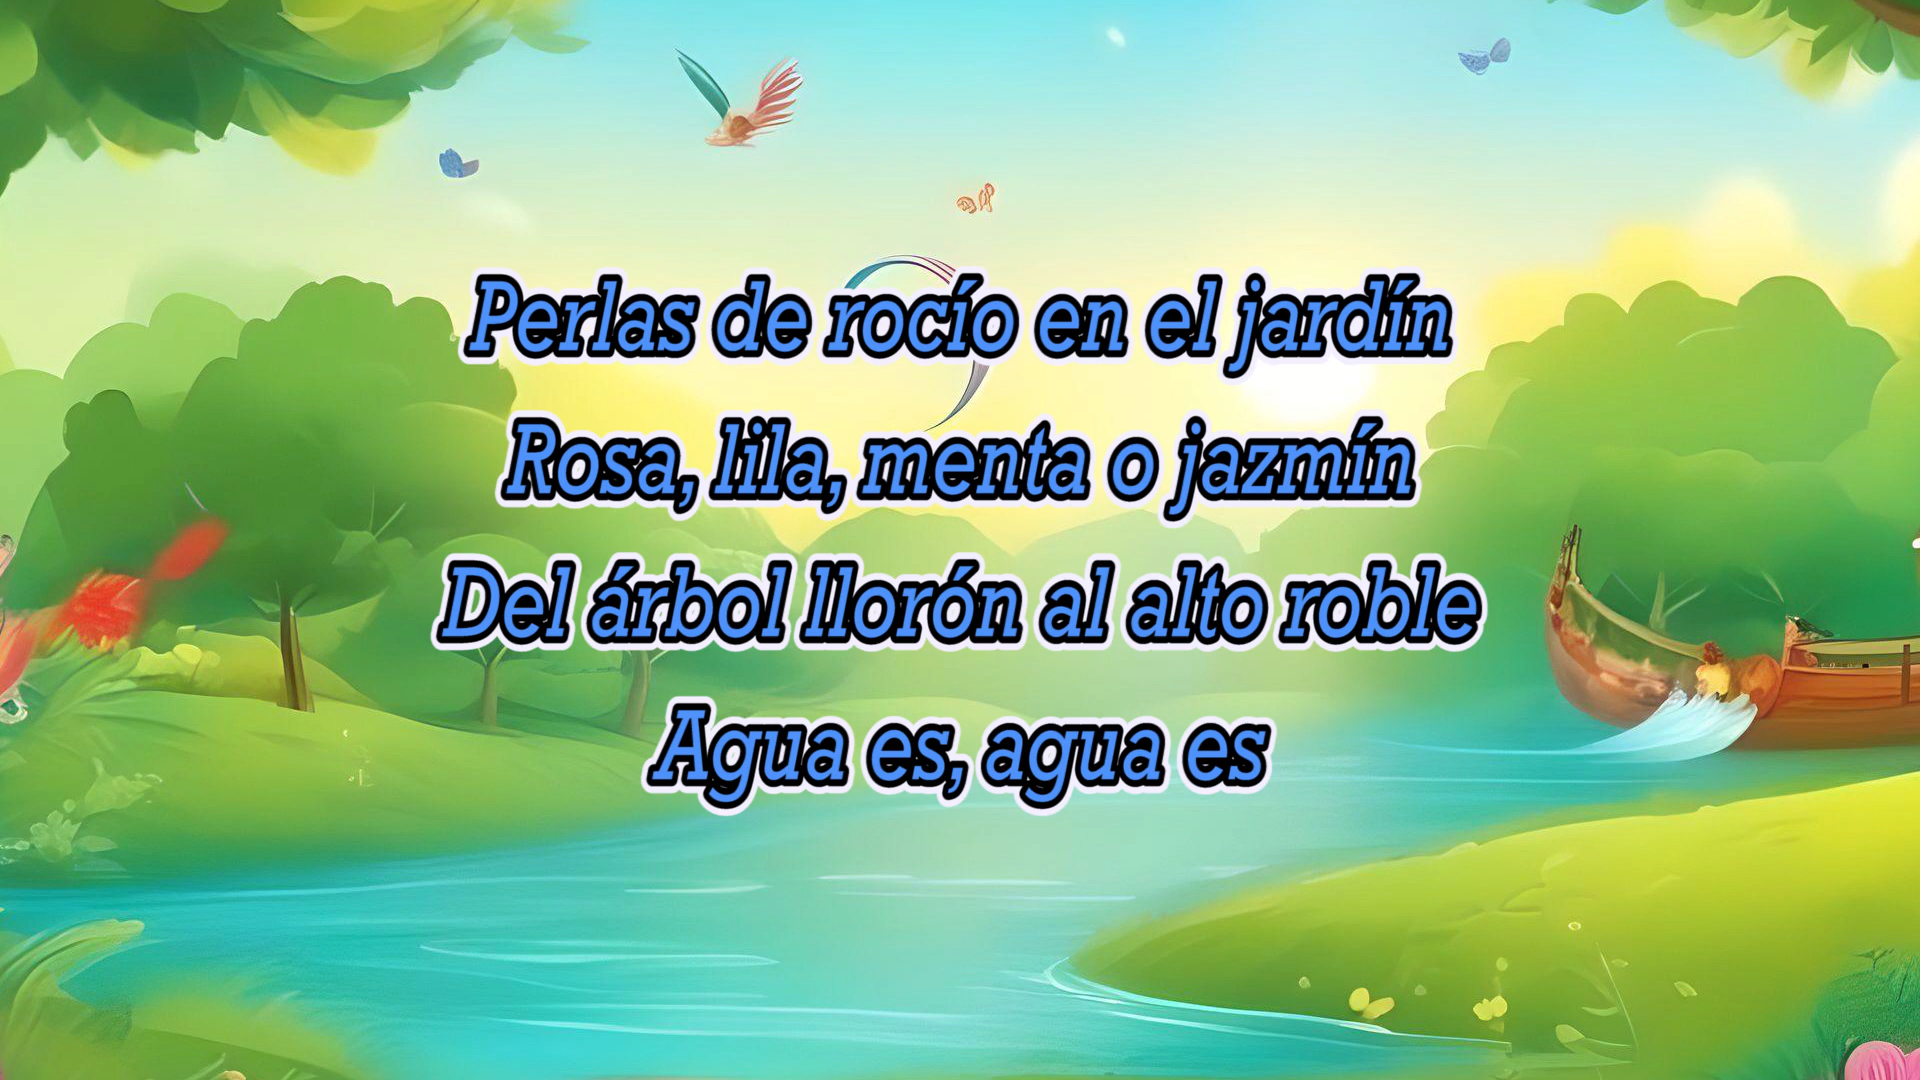 Perlas de rocío en el jardín
Rosa, lila, menta o jazmín
Del árbol llorón al alto roble
Agua es, agua es